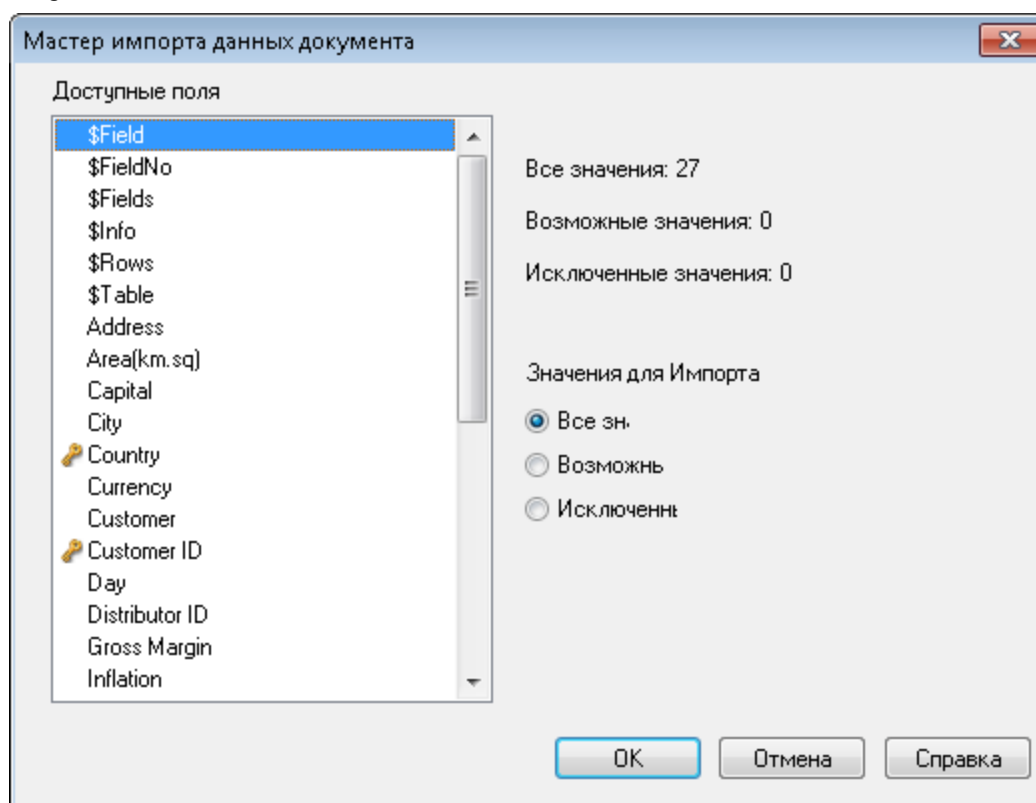 Мастер импорта данных документа
Доступные поля
$Field
$FieldNo
$Fields
$Info
$Rows
$Table
Address
Area(km.sq)
Capital
City
Country
Currency
Customer
Customer ID
Day
Distributor ID
Gross Margin
Inflation
Все значения: 27
Возможные значения: 0
Исключенные значения: 0
Значения для Импорта
Все зн
Возможнь
Исключеннь
OK
Отмена
Справка